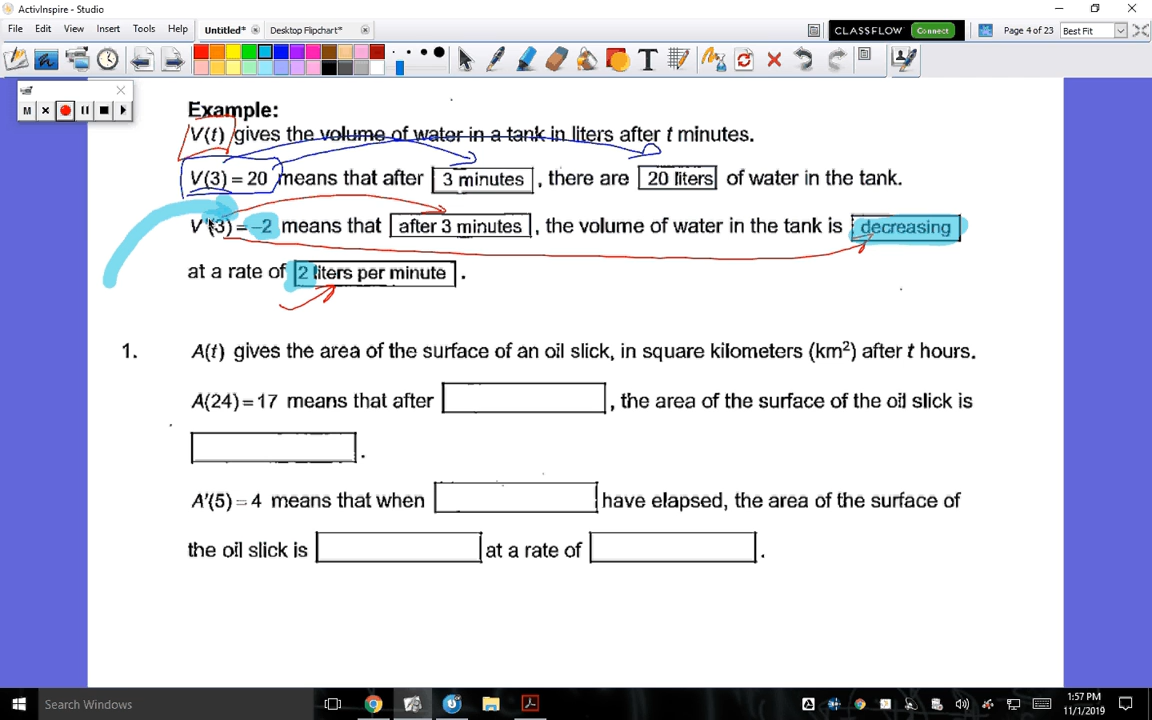 ActivInspire - Studio
File Edit View Insert Tools Help Untitled* Desktop Flipchart* CLASSFLOW Connect Page 4 of 23 Best Fit
M
Example:
V(t) gives the volume of water in a tank in liters after t minutes.
V(3) = 20 means that after 3 minutes , there are 20 liters of water in the tank.
V'(3) = −2 means that after 3 minutes , the volume of water in the tank is decreasing
at a rate of 2 liters per minute .
1. A(t) gives the area of the surface of an oil slick, in square kilometers (km²) after t hours.
A(24) = 17 means that after , the area of the surface of the oil slick is
.
A'(5) = 4 means that when have elapsed, the area of the surface of
the oil slick is at a rate of .
Search Windows
1:57 PM
11/1/2019